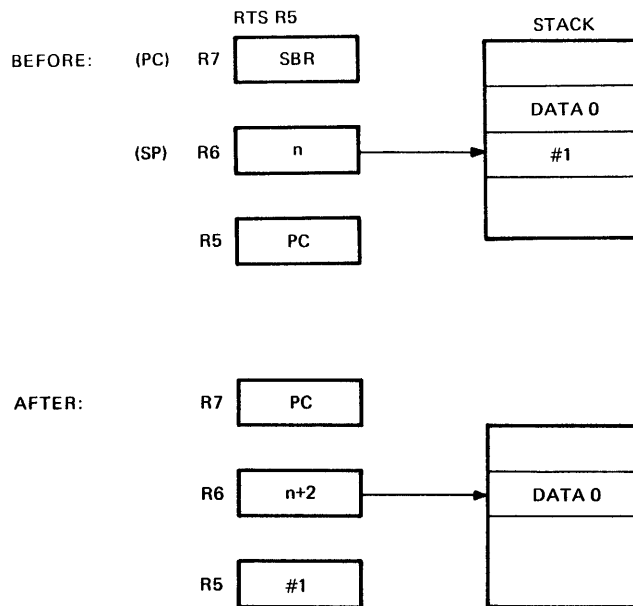 RTS R5
STACK
BEFORE: (PC) R7 SBR
DATA 0
(SP) R6 n #1
R5 PC
AFTER: R7 PC
R6 n+2 DATA 0
R5 #1